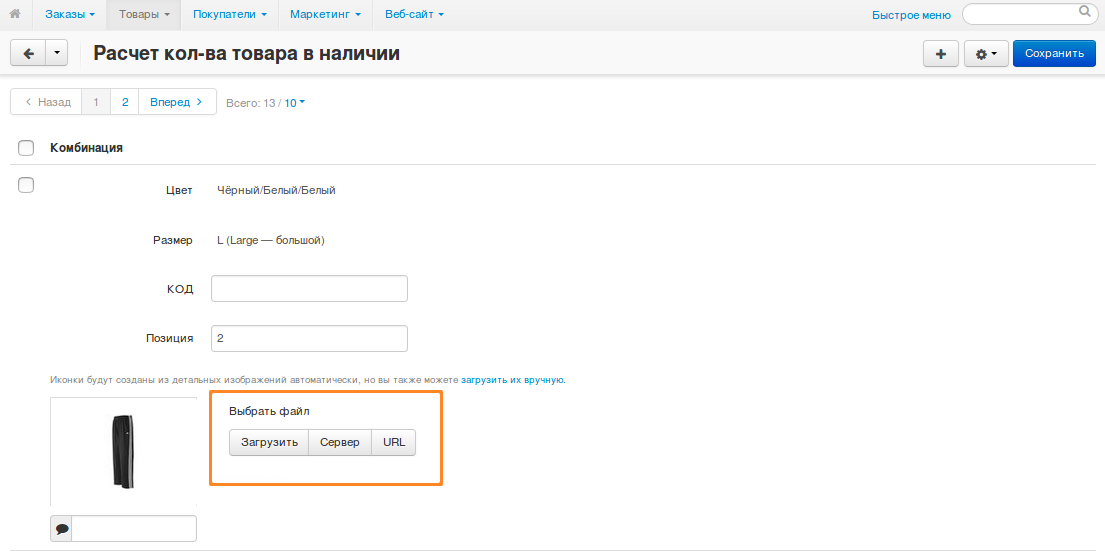 Заказы Товары Покупатели Маркетинг Веб-сайт Быстрое меню
Расчет кол-ва товара в наличии Сохранить
Назад 1 2 Вперед Всего: 13 / 10
Комбинация
Цвет Чёрный/Белый/Белый
Размер L (Large — большой)
КОД
Позиция 2
Иконки будут созданы из детальных изображений автоматически, но вы также можете загрузить их вручную.
Выбрать файл
Загрузить Сервер URL